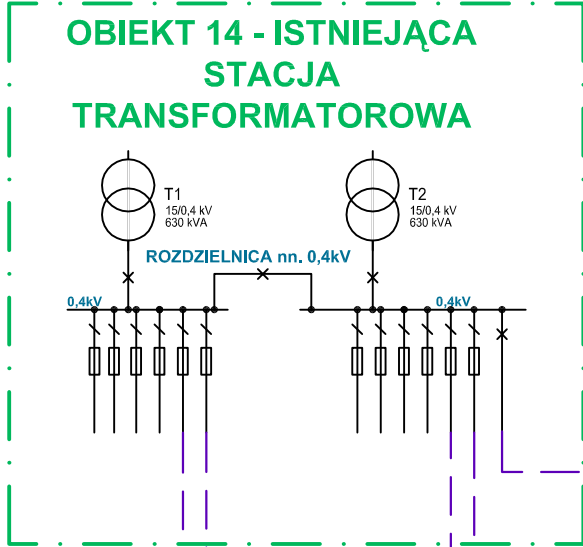 OBIEKT 14 - ISTNIEJĄCA
STACJA
TRANSFORMATOROWA
T1
15/0,4 kV
630 kVA
T2
15/0,4 kV
630 kVA
ROZDZIELNICA nn. 0,4kV
0,4kV
0,4kV